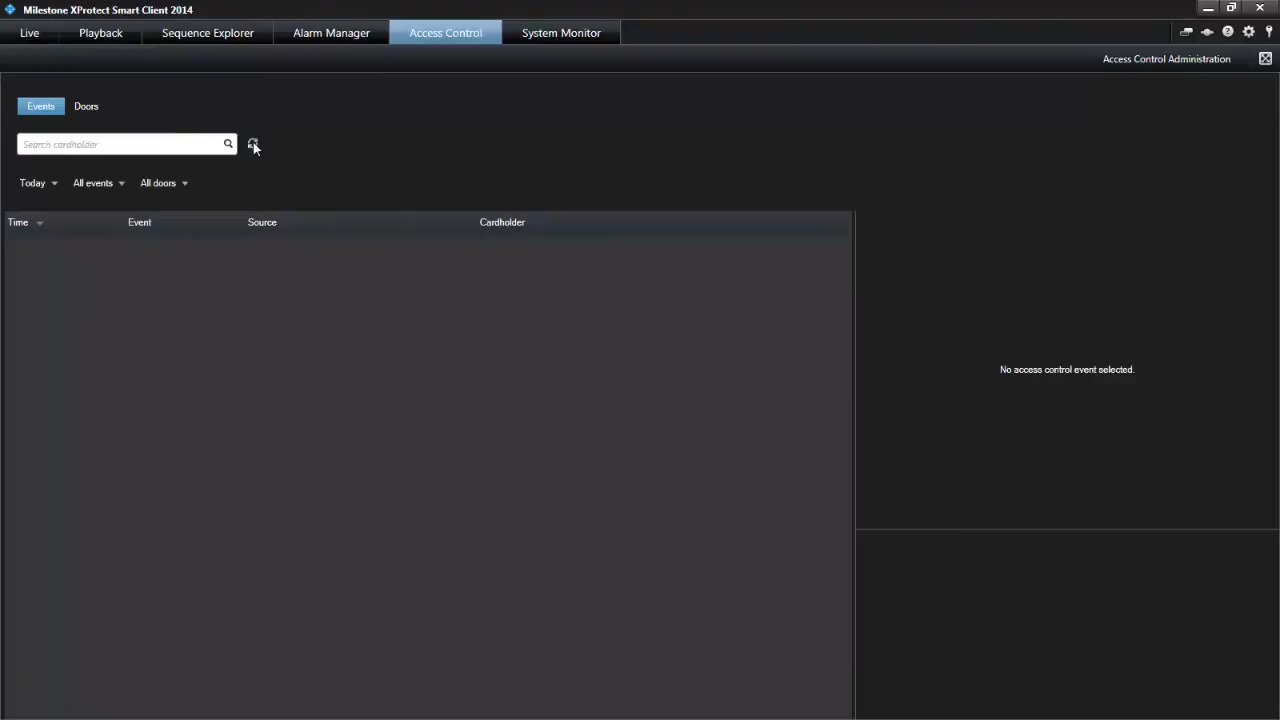 Milestone XProtect Smart Client 2014
Live Playback Sequence Explorer Alarm Manager Access Control System Monitor
Access Control Administration
Events Doors
Search cardholder
Today All events All doors
Time Event Source Cardholder
No access control event selected.